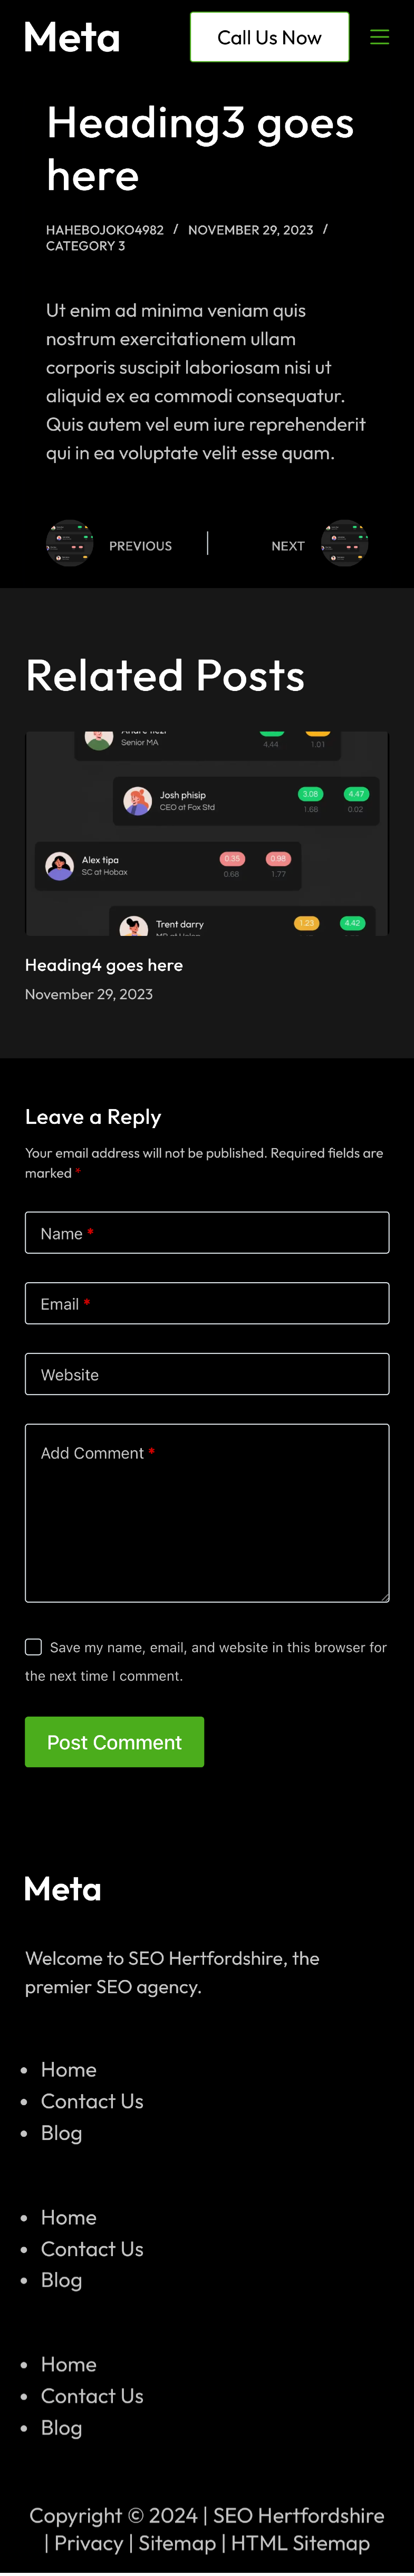 Meta
Call Us Now
Heading3 goes
here
HAHEBOJOKO4982 / NOVEMBER 29, 2023 /
CATEGORY 3
Ut enim ad minima veniam quis
nostrum exercitationem ullam
corporis suscipit laboriosam nisi ut
aliquid ex ea commodi consequatur.
Quis autem vel eum iure reprehenderit
qui in ea voluptate velit esse quam.
PREVIOUS
NEXT
Related Posts
Senior MA
4.44 1.01
Josh phisip
CEO at Fox Std
3.08 4.47
1.68 0.02
Alex tipa
SC at Hobax
0.35 0.98
0.68 1.77
Trent darry
1.23 4.42
Heading4 goes here
November 29, 2023
Leave a Reply
Your email address will not be published. Required fields are
marked *
Name *
Email *
Website
Add Comment *
Save my name, email, and website in this browser for
the next time I comment.
Post Comment
Meta
Welcome to SEO Hertfordshire, the
premier SEO agency.
• Home
• Contact Us
• Blog
• Home
• Contact Us
• Blog
• Home
• Contact Us
• Blog
Copyright © 2024 | SEO Hertfordshire
| Privacy | Sitemap | HTML Sitemap